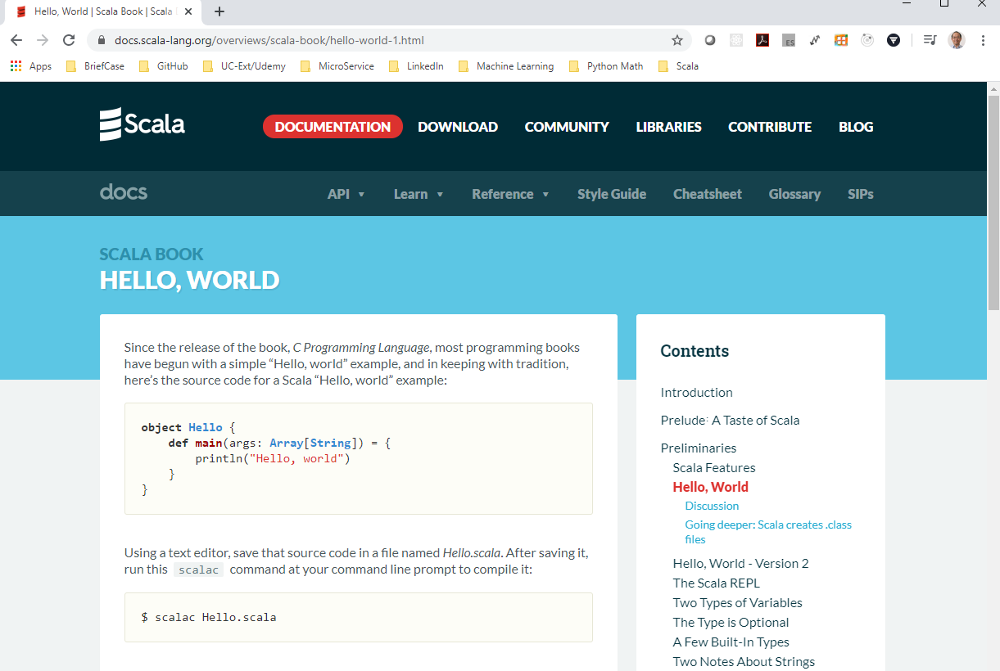 Hello, World | Scala Book | Scala
docs.scala-lang.org/overviews/scala-book/hello-world-1.html
ES
Apps BriefCase GitHub UC-Ext/Udemy MicroService LinkedIn Machine Learning Python Math Scala
Scala
DOCUMENTATION DOWNLOAD COMMUNITY LIBRARIES CONTRIBUTE BLOG
docs
API Learn Reference Style Guide Cheatsheet Glossary SIPs
SCALA BOOK
HELLO, WORLD
Since the release of the book, C Programming Language, most programming books
have begun with a simple “Hello, world” example, and in keeping with tradition,
here’s the source code for a Scala “Hello, world” example:
object Hello {
    def main(args: Array[String]) = {
        println("Hello, world")
    }
}
Using a text editor, save that source code in a file named Hello.scala. After saving it,
run this scalac command at your command line prompt to compile it:
$ scalac Hello.scala
Contents
Introduction
Prelude: A Taste of Scala
Preliminaries
Scala Features
Hello, World
Discussion
Going deeper: Scala creates .class
files
Hello, World - Version 2
The Scala REPL
Two Types of Variables
The Type is Optional
A Few Built-In Types
Two Notes About Strings